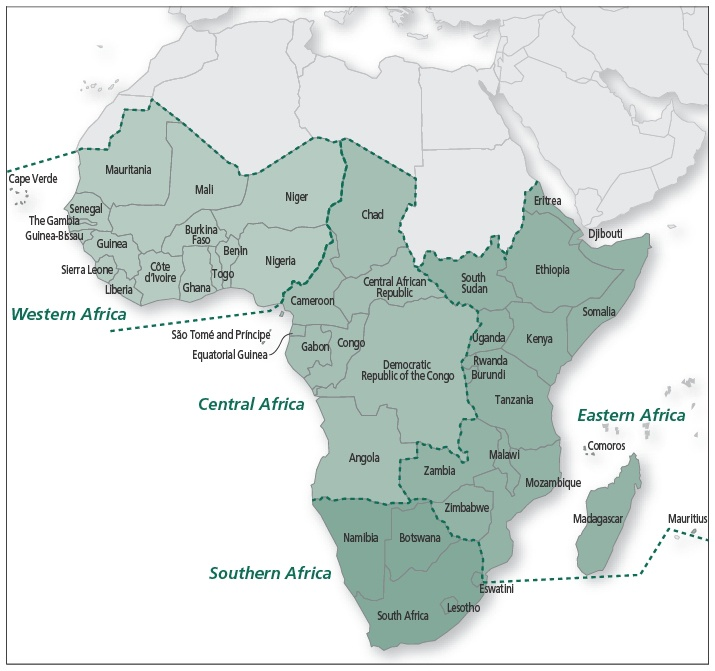 Cape Verde
Mauritania
Mali
Niger
Chad
Eritrea
Senegal
The Gambia
Guinea-Bissau
Guinea
Burkina
Faso
Benin
Nigeria
Djibouti
Sierra Leone
Côte
d'Ivoire
Togo
Ghana
Liberia
Ethiopia
South
Sudan
Central African
Republic
Cameroon
Somalia
Western Africa
São Tomé and Príncipe
Equatorial Guinea
Gabon
Congo
Uganda
Kenya
Rwanda
Burundi
Democratic
Republic of the Congo
Tanzania
Central Africa
Eastern Africa
Comoros
Angola
Malawi
Zambia
Mozambique
Zimbabwe
Madagascar
Mauritius
Namibia
Botswana
Southern Africa
Eswatini
Lesotho
South Africa